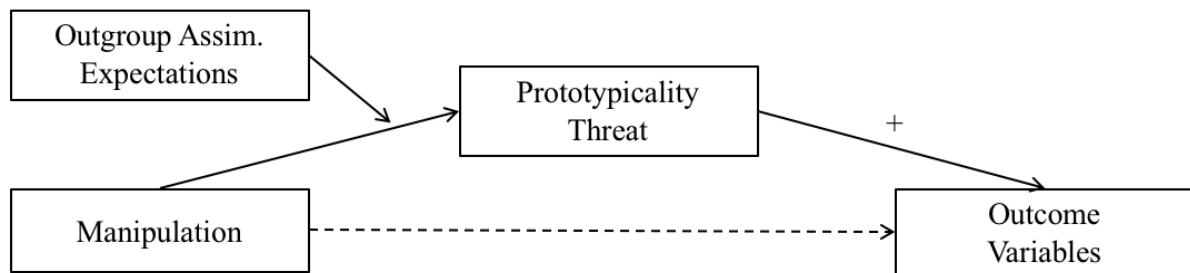 Outgroup Assim.
Expectations
Prototypicality
Threat
+
Manipulation
Outcome
Variables